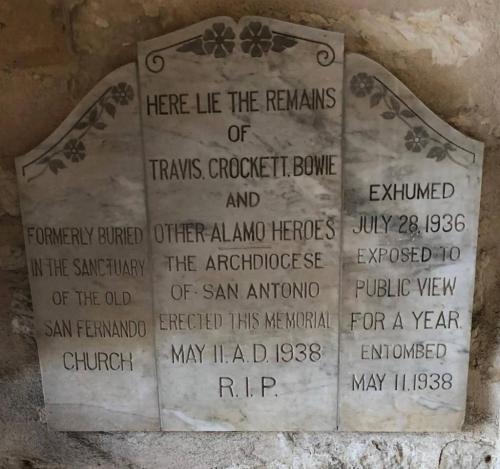 HERE LIE THE REMAINS
OF
TRAVIS, CROCKETT, BOWIE
AND
OTHER ALAMO HEROES
THE ARCHDIOCESE
OF SAN ANTONIO
ERECTED THIS MEMORIAL
MAY 11. A.D. 1938
R.I.P.
FORMERLY BURIED
IN THE SANCTUARY
OF THE OLD
SAN FERNANDO
CHURCH
EXHUMED
JULY 28, 1936
EXPOSED TO
PUBLIC VIEW
FOR A YEAR.
ENTOMBED
MAY 11. 1938